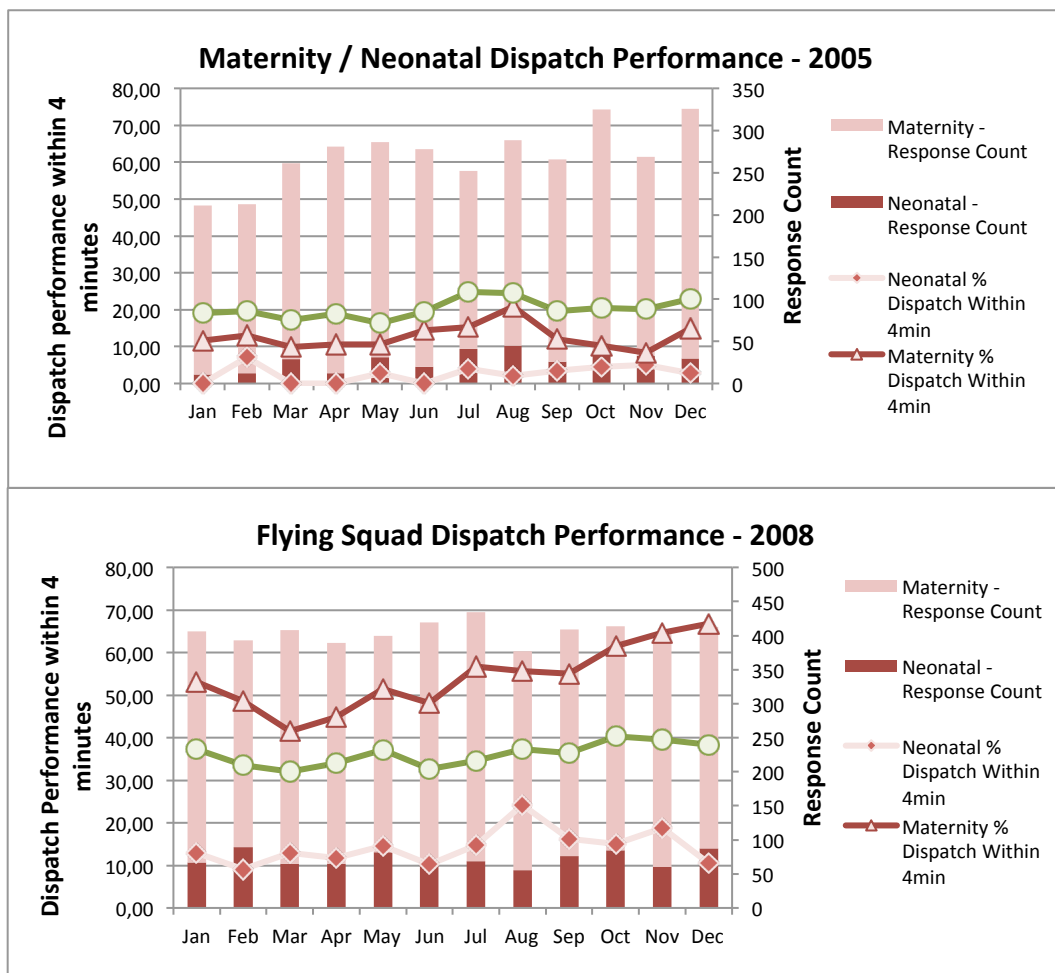 Maternity / Neonatal Dispatch Performance - 2005
Dispatch performance within 4
minutes
80,00
70,00
60,00
50,00
40,00
30,00
20,00
10,00
0,00
350
300
250
200
150
100
50
0
Response Count
Jan Feb Mar Apr May Jun Jul Aug Sep Oct Nov Dec
Maternity -
Response Count
Neonatal -
Response Count
Neonatal %
Dispatch Within
4min
Maternity %
Dispatch Within
4min
Flying Squad Dispatch Performance - 2008
Dispatch Performance within 4
minutes
80,00
70,00
60,00
50,00
40,00
30,00
20,00
10,00
0,00
500
450
400
350
300
250
200
150
100
50
0
Response Count
Jan Feb Mar Apr May Jun Jul Aug Sep Oct Nov Dec
Maternity -
Response Count
Neonatal -
Response Count
Neonatal %
Dispatch Within
4min
Maternity %
Dispatch Within
4min